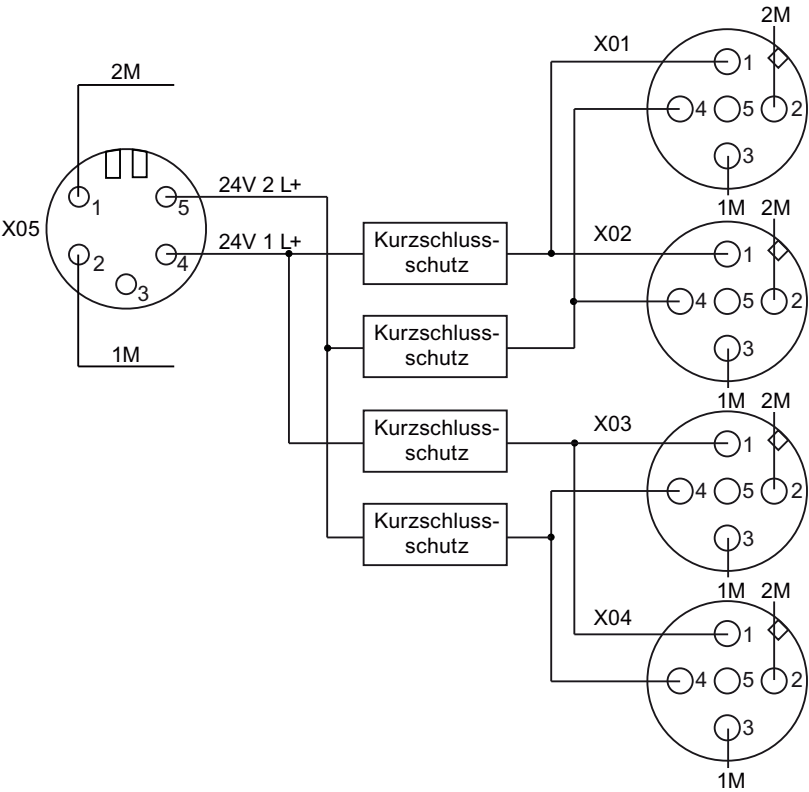 2M
X05
1
5
24V 2 L+
2
4
24V 1 L+
3
1M
Kurzschluss-
schutz
Kurzschluss-
schutz
Kurzschluss-
schutz
Kurzschluss-
schutz
2M
X01
1
4
5
2
3
1M
2M
X02
1
4
5
2
3
1M
2M
X03
1
4
5
2
3
1M
2M
X04
1
4
5
2
3
1M